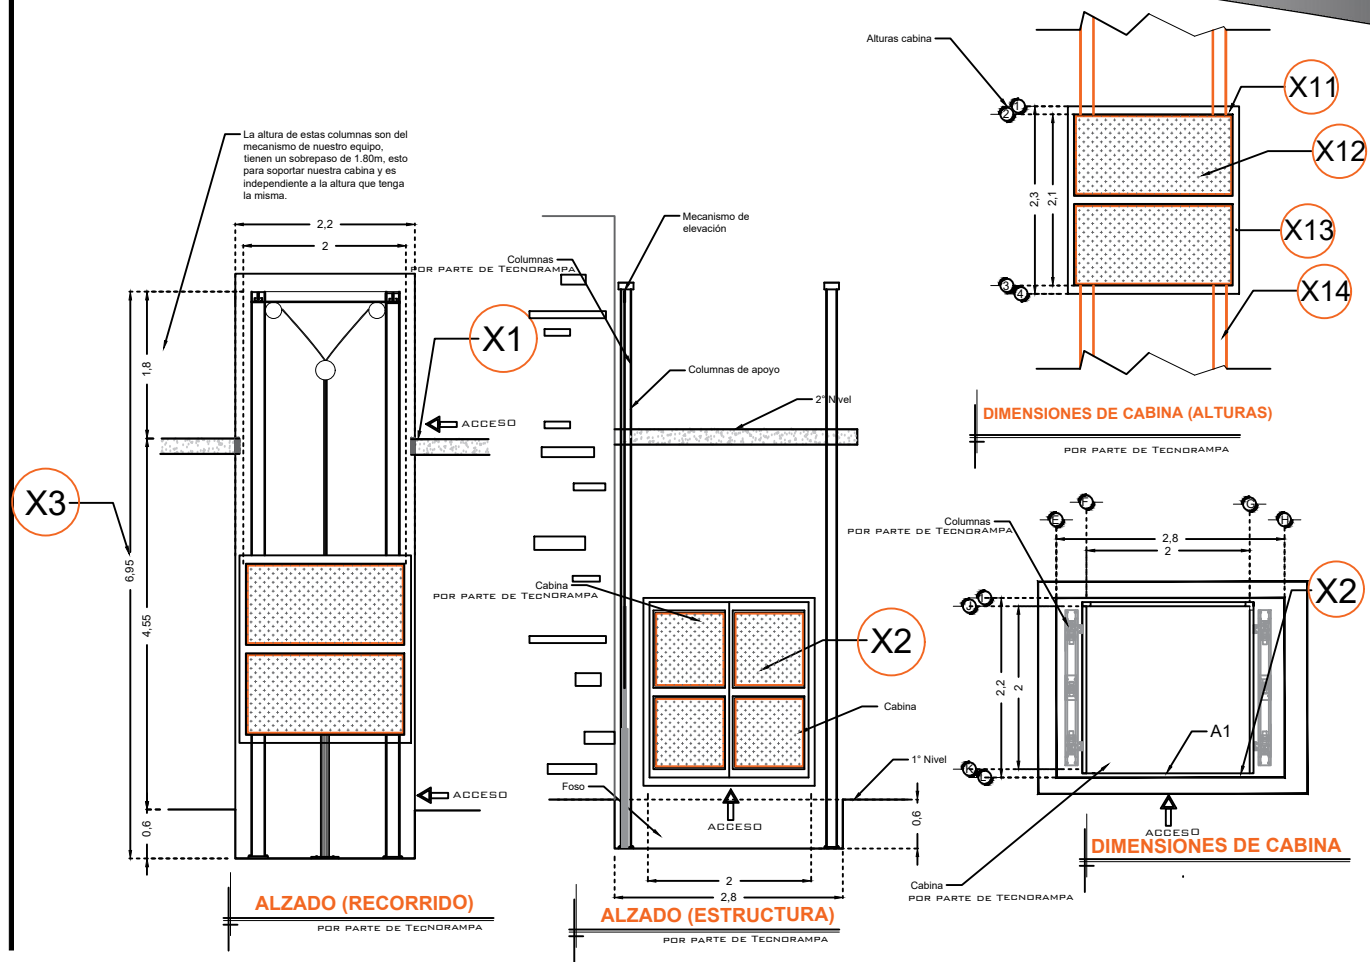 La altura de estas columnas son del
mecanismo de nuestro equipo,
tienen un sobrepaso de 1.80m, esto
para soportar nuestra cabina y es
independiente a la altura que tenga
la misma.
2,2
2
1,8
6,95
4,55
0,6
X3
X1
ACCESO
ACCESO
ALZADO (RECORRIDO)
POR PARTE DE TECNORAMPA
Mecanismo de
elevación
Columnas
POR PARTE DE TECNORAMPA
Columnas de apoyo
2° Nivel
Cabina
POR PARTE DE TECNORAMPA
X2
Cabina
1° Nivel
Foso
ACCESO
0,6
2
2,8
ALZADO (ESTRUCTURA)
POR PARTE DE TECNORAMPA
Alturas cabina
1
2
3
4
2,3
2,1
X11
X12
X13
X14
DIMENSIONES DE CABINA (ALTURAS)
POR PARTE DE TECNORAMPA
Columnas
POR PARTE DE TECNORAMPA
E
F
G
H
2,8
2
J
K
2,2
2
X2
A1
ACCESO
DIMENSIONES DE CABINA
Cabina
POR PARTE DE TECNORAMPA